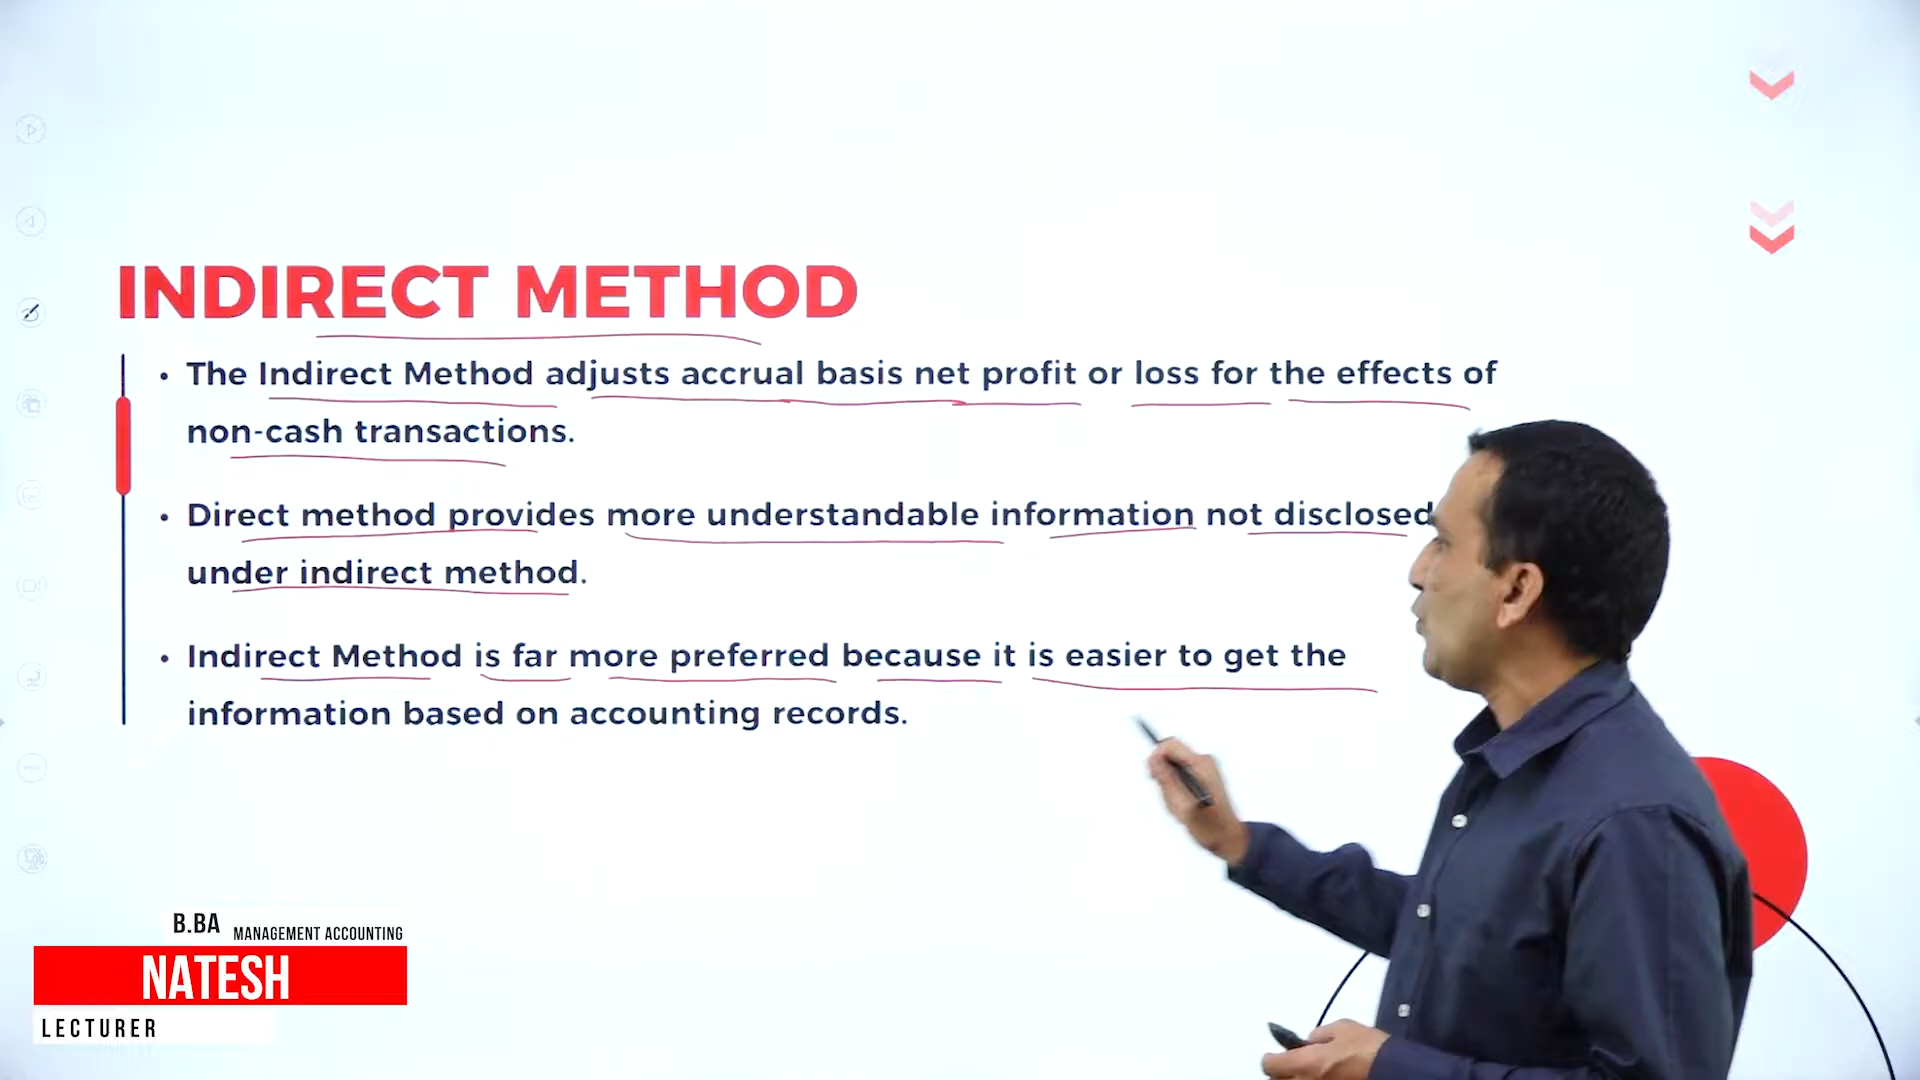 INDIRECT METHOD
• The Indirect Method adjusts accrual basis net profit or loss for the effects of
non-cash transactions.
• Direct method provides more understandable information not disclosed
under indirect method.
• Indirect Method is far more preferred because it is easier to get the
information based on accounting records.
B.BA MANAGEMENT ACCOUNTING
NATESH
LECTURER